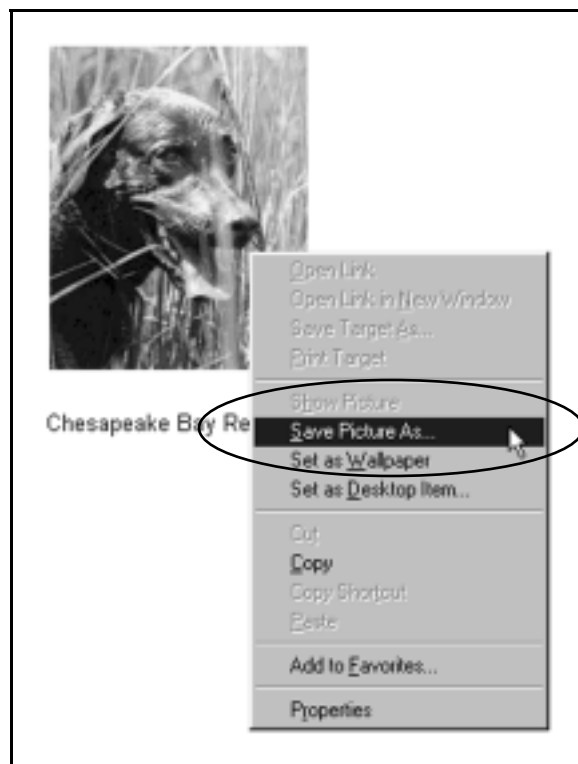 Open Link
Open Link in New Window
Save Target As...
Print Target
Show Picture
Chesapeake Bay Re
Save Picture As...
Set as Wallpaper
Set as Desktop Item...
Cut
Copy
Copy Shortcut
Paste
Add to Favorites...
Properties